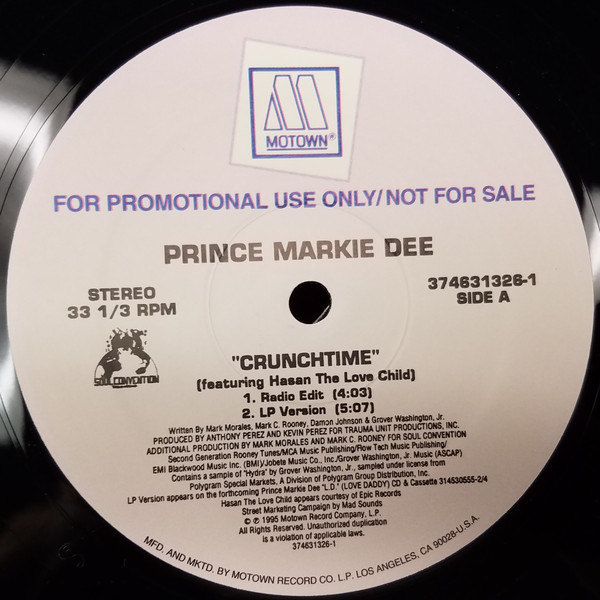 MOTOWN®
FOR PROMOTIONAL USE ONLY/NOT FOR SALE
PRINCE MARKIE DEE
STEREO
33 1/3 RPM
374631326-1
SIDE A
SOUL CONVENTION
"CRUNCHTIME"
(featuring Hasan The Love Child)
1. Radio Edit (4:03)
2. LP Version (5:07)
Written By Mark Morales, Mark C. Rooney, Damon Johnson & Grover Washington, Jr.
PRODUCED BY ANTHONY PEREZ AND KEVIN PEREZ FOR TRAUMA UNIT PRODUCTIONS, INC.
ADDITIONAL PRODUCTION BY MARK MORALES AND MARK C. ROONEY FOR SOUL CONVENTION
Second Generation Rooney Tunes/MCA Music Publishing/Flow Tech Music Publishing/
EMI Blackwood Music Inc. (BMI)/Jobete Music Co., Inc./Grover Washington, Jr. Music (ASCAP)
Contains a sample of "Hydra" by Grover Washington, Jr., sampled under license from
Polygram Special Markets, A Division of Polygram Group Distribution, Inc.
LP Version appears on the forthcoming Prince Markie Dee "L.D." (LOVE DADDY) CD & Cassette 314530555-2/4
Hasan The Love Child appears courtesy of Epic Records
Street Marketing Campaign by Mad Sounds
© ℗ 1995 Motown Record Company, L.P.
All Rights Reserved. Unauthorized duplication
is a violation of applicable laws.
374631326-1
MFD. AND MKTD. BY MOTOWN RECORD CO. L.P. LOS ANGELES, CA 90028-U.S.A.